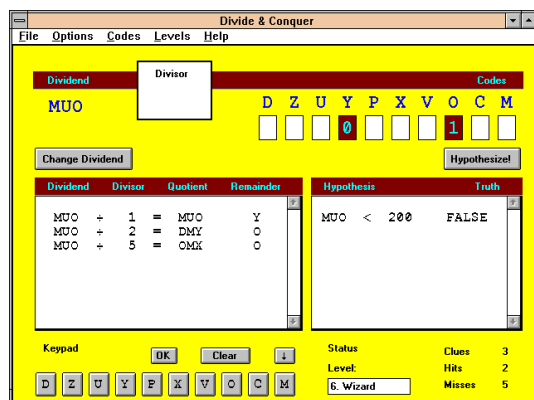 Divide & Conquer
File Options Codes Levels Help
Divisor
Dividend Codes
MUO D Z U Y P X V O C M
0 1
Change Dividend Hypothesize!
Dividend Divisor Quotient Remainder Hypothesis Truth
MUO ÷ 1 = MUO Y MUO < 200 FALSE
MUO ÷ 2 = DMY O
MUO ÷ 5 = OMX O
Keypad OK Clear ↓ Status Clues 3
Level: Hits 2
D Z U Y P X V O C M 6. Wizard Misses 5